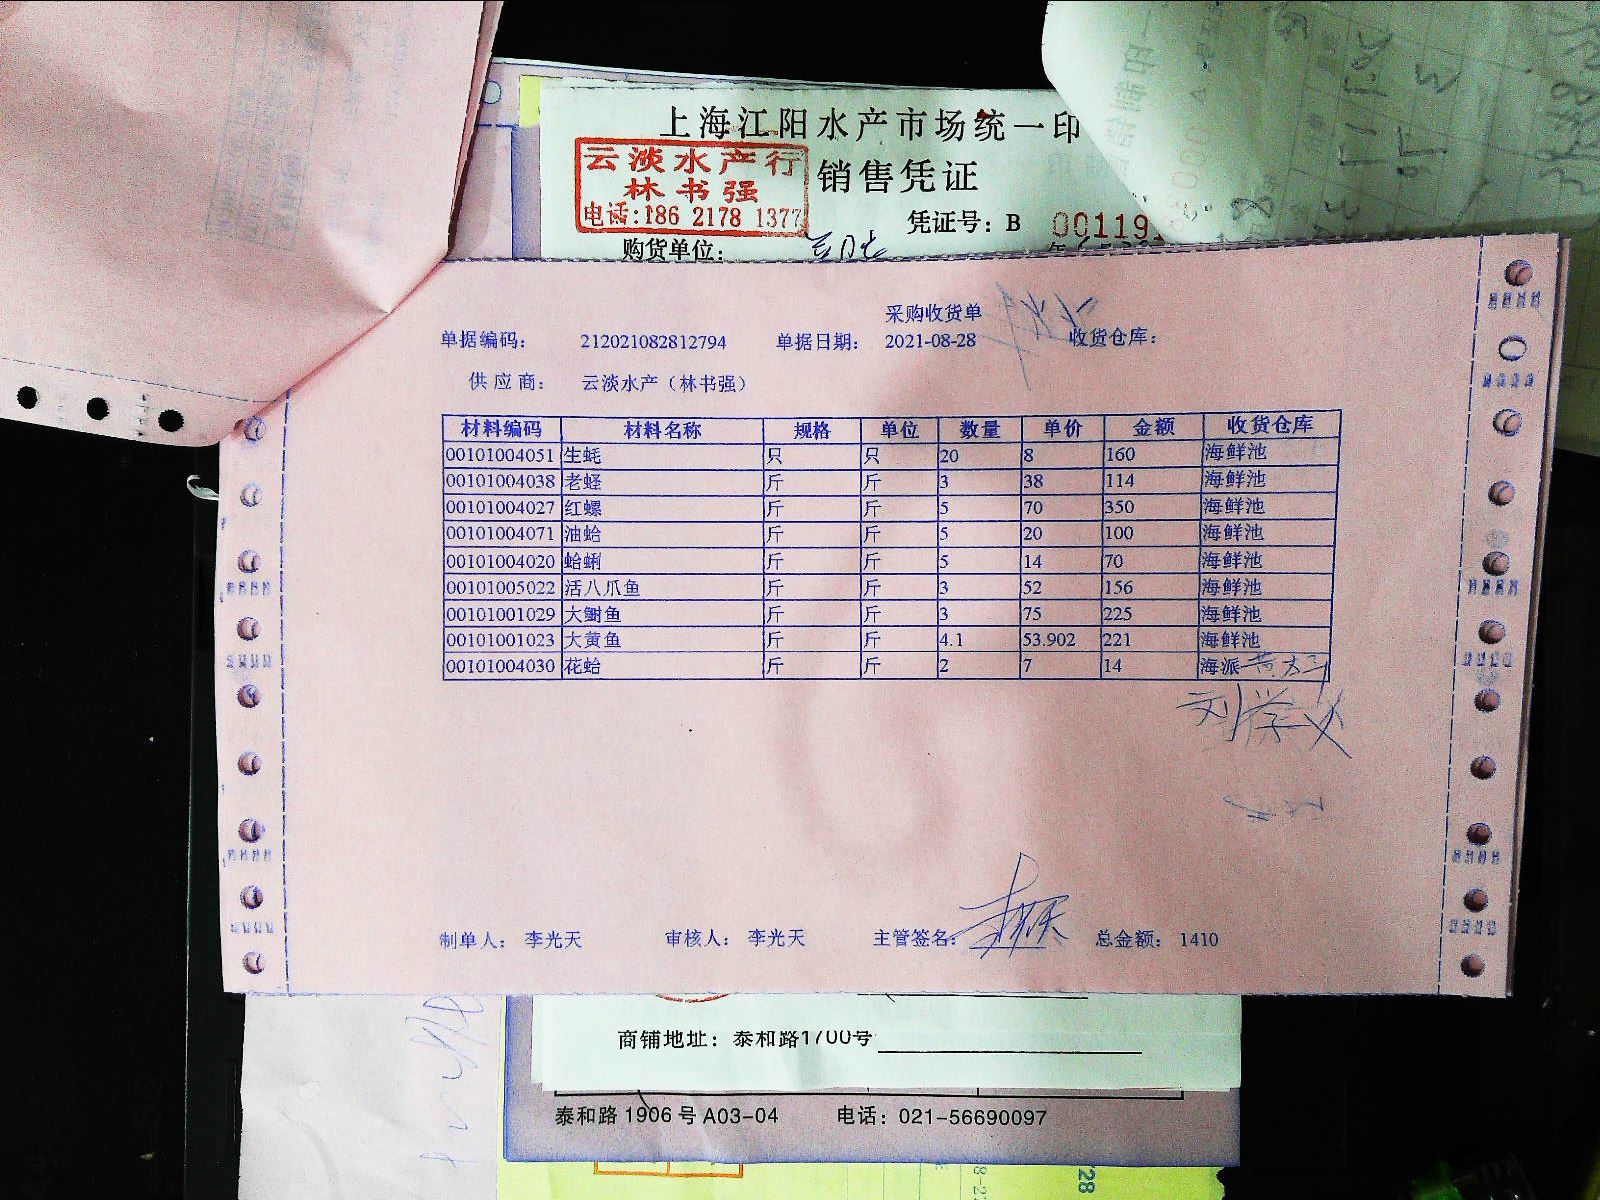 上海江阳水产市场统一印
云淡水产行
林书强
电话:186 2178 1377
销售凭证
凭证号：B 00119
购货单位：
采购收货单
单据编码： 212021082812794 单据日期： 2021-08-28 收货仓库：
供应商： 云淡水产（林书强）
材料编码 材料名称 规格 单位 数量 单价 金额 收货仓库
00101004051 生蚝 只 只 20 8 160 海鲜池
00101004038 老蛏 斤 斤 3 38 114 海鲜池
00101004027 红螺 斤 斤 5 70 350 海鲜池
00101004071 油蛤 斤 斤 5 20 100 海鲜池
00101004020 蛤蜊 斤 斤 5 14 70 海鲜池
00101005022 活八爪鱼 斤 斤 3 52 156 海鲜池
00101001029 大鲥鱼 斤 斤 3 75 225 海鲜池
00101001023 大黄鱼 斤 斤 4.1 53.902 221 海鲜池
00101004030 花蛤 斤 斤 2 7 14 海派
制单人： 李光天 审核人： 李光天 主管签名： 总金额： 1410
商铺地址：泰和路1700号
泰和路 1906 号 A03-04 电话：021-56690097